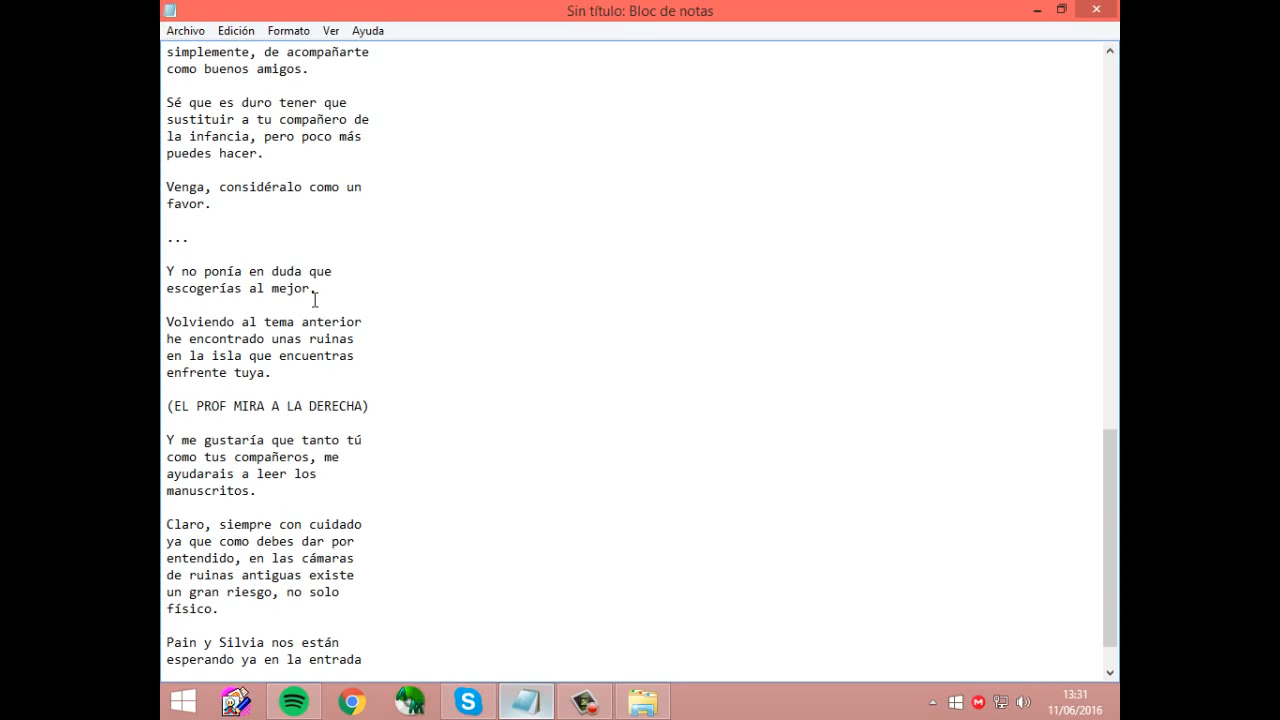 Sin título: Bloc de notas
Archivo Edición Formato Ver Ayuda
simplemente, de acompañarte
como buenos amigos.
Sé que es duro tener que
sustituir a tu compañero de
la infancia, pero poco más
puedes hacer.
Venga, considéralo como un
favor.
...
Y no ponía en duda que
escogerías al mejor.
Volviendo al tema anterior
he encontrado unas ruinas
en la isla que encuentras
enfrente tuya.
(EL PROF MIRA A LA DERECHA)
Y me gustaría que tanto tú
como tus compañeros, me
ayudarais a leer los
manuscritos.
Claro, siempre con cuidado
ya que como debes dar por
entendido, en las cámaras
de ruinas antiguas existe
un gran riesgo, no solo
físico.
Pain y Silvia nos están
esperando ya en la entrada
13:31
11/06/2016